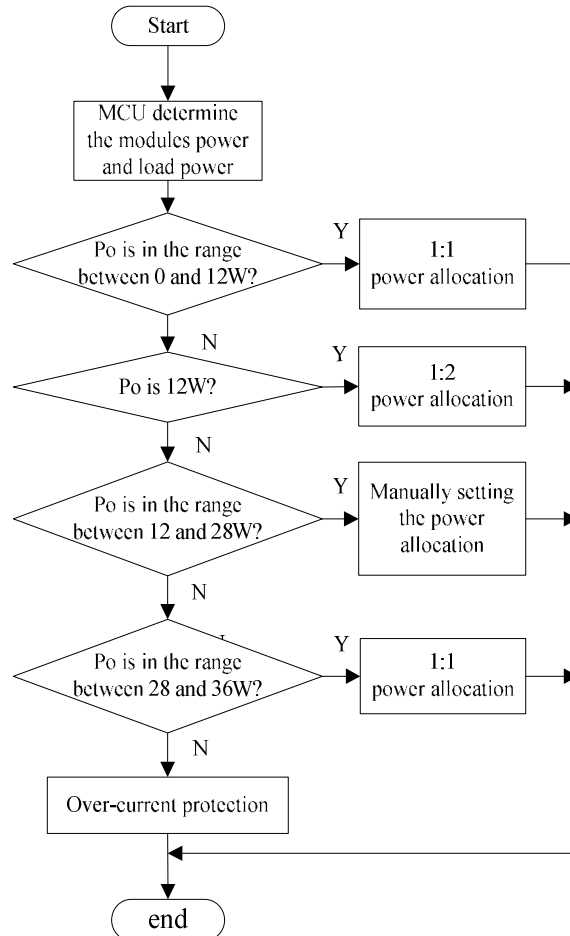 Start
MCU determine
the modules power
and load power
Po is in the range
between 0 and 12W?
Y
1:1
power allocation
N
Po is 12W?
Y
1:2
power allocation
N
Po is in the range
between 12 and 28W?
Y
Manually setting
the power
allocation
N
Po is in the range
between 28 and 36W?
Y
1:1
power allocation
N
Over-current protection
end